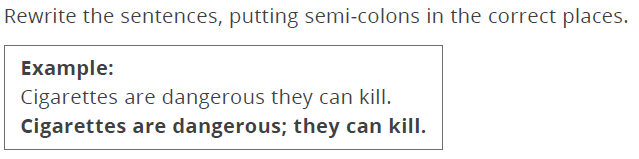 Rewrite the sentences, putting semi-colons in the correct places.
Example:
Cigarettes are dangerous they can kill.
Cigarettes are dangerous; they can kill.